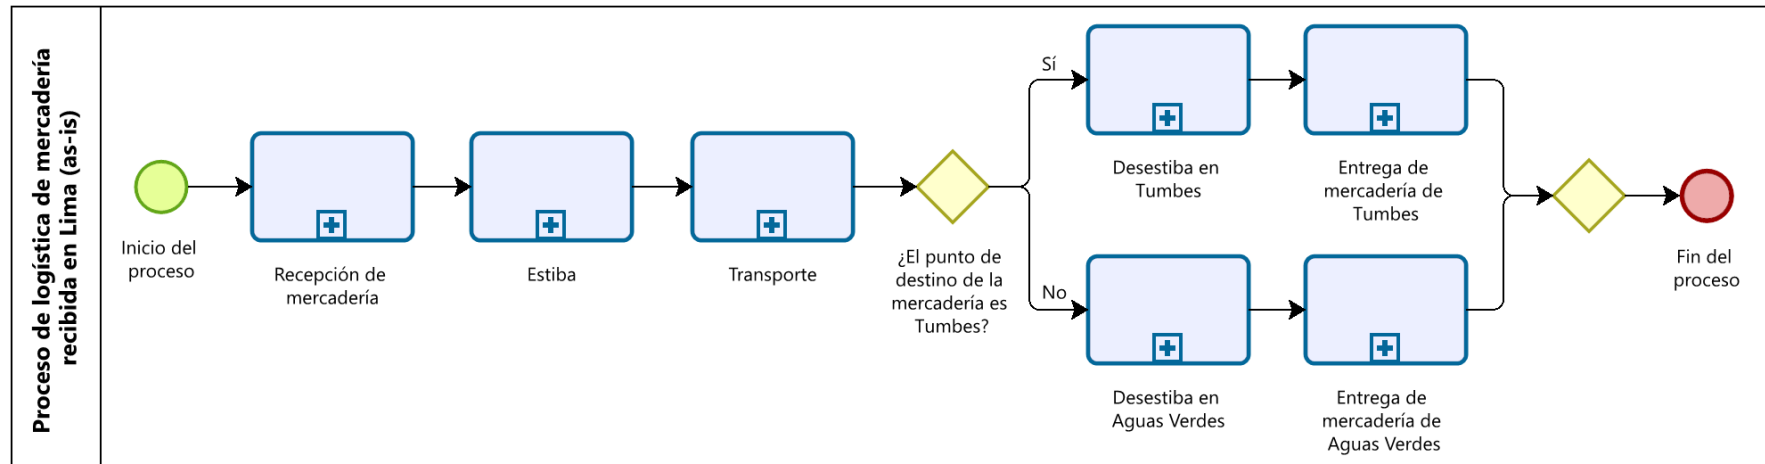 Proceso de logística de mercadería
recibida en Lima (as-is)
Inicio del
proceso
Recepción de
mercadería
Estiba
Transporte
¿El punto de
destino de la
mercadería es
Tumbes?
Sí
Desestiba en
Tumbes
Entrega de
mercadería de
Tumbes
No
Desestiba en
Aguas Verdes
Entrega de
mercadería de
Aguas Verdes
Fin del
proceso